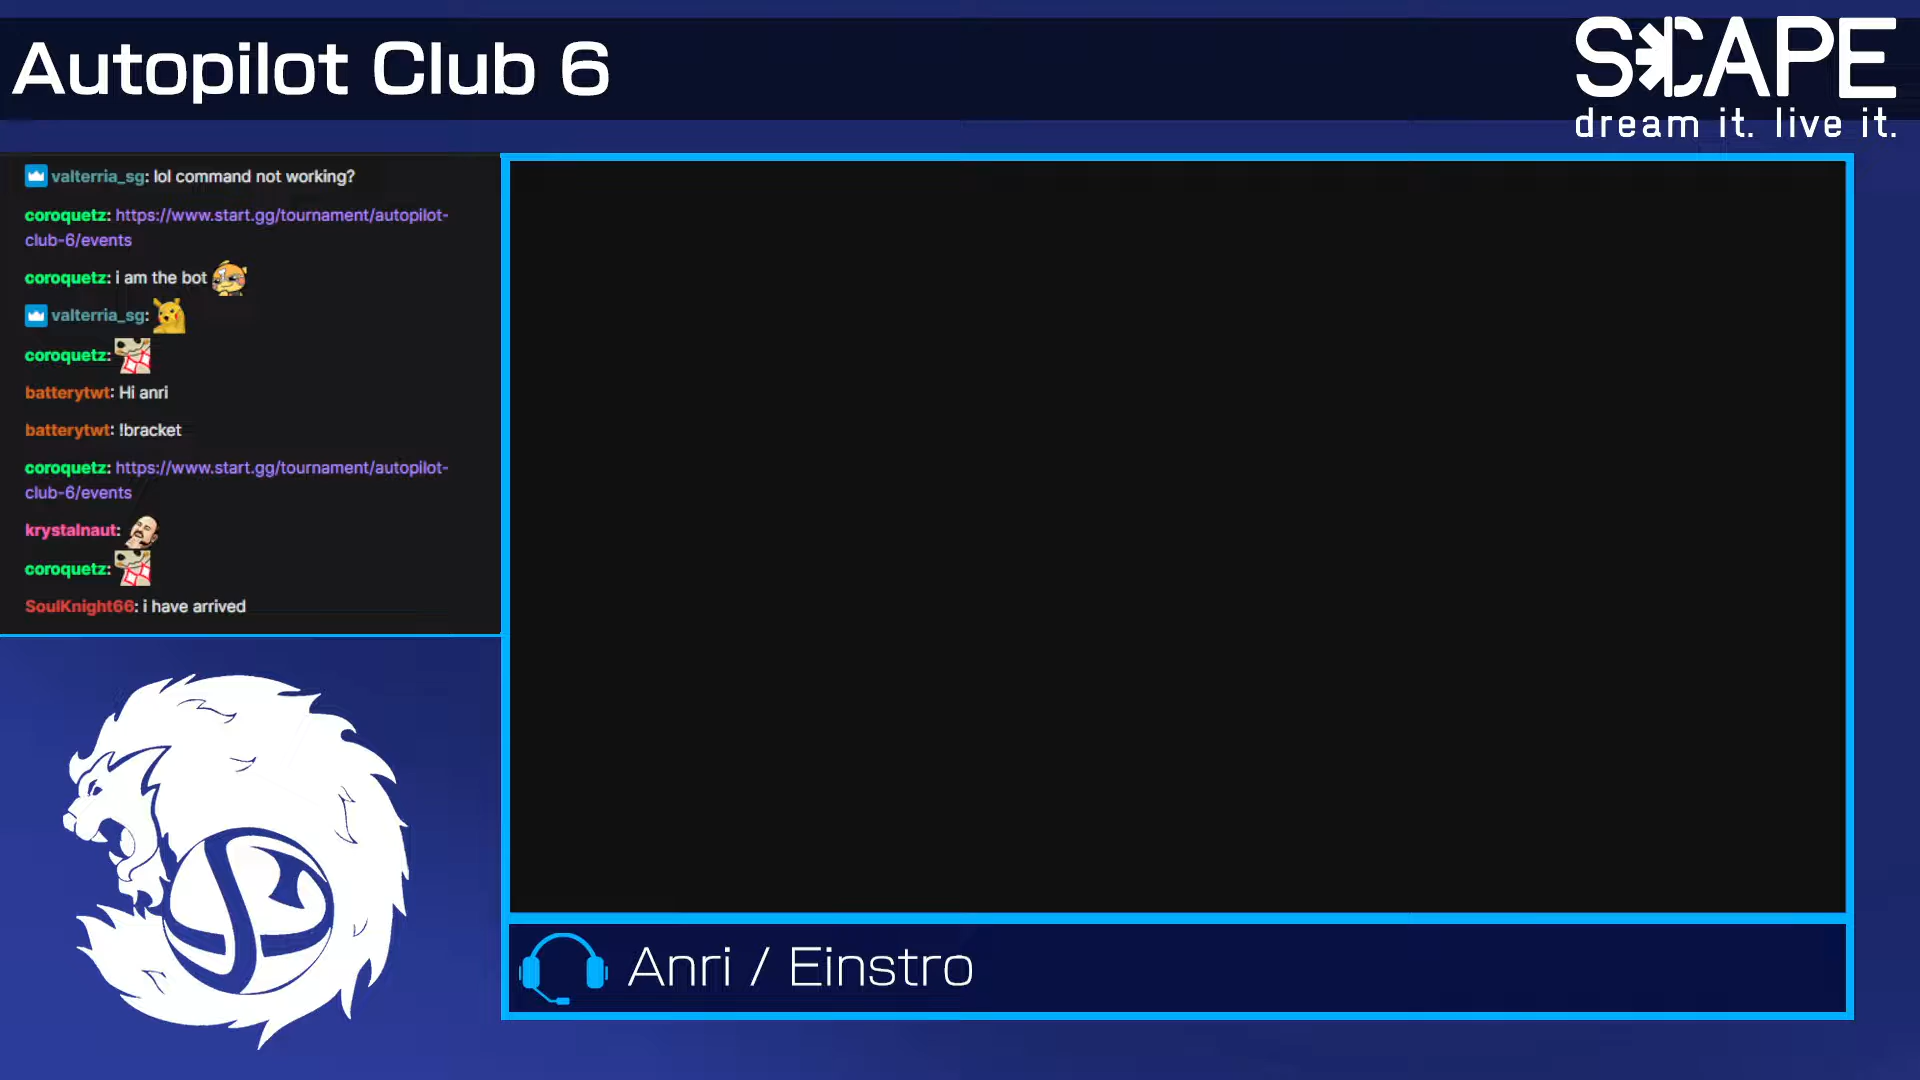 Autopilot Club 6
SCAPE
dream it. live it.
valterria_sg: lol command not working?
coroquetz: https://www.start.gg/tournament/autopilot-
club-6/events
coroquetz: i am the bot
valterria_sg:
coroquetz:
batterytwt: Hi anri
batterytwt: !bracket
coroquetz: https://www.start.gg/tournament/autopilot-
club-6/events
krystalnaut:
coroquetz:
SoulKnight66: i have arrived
Anri / Einstro